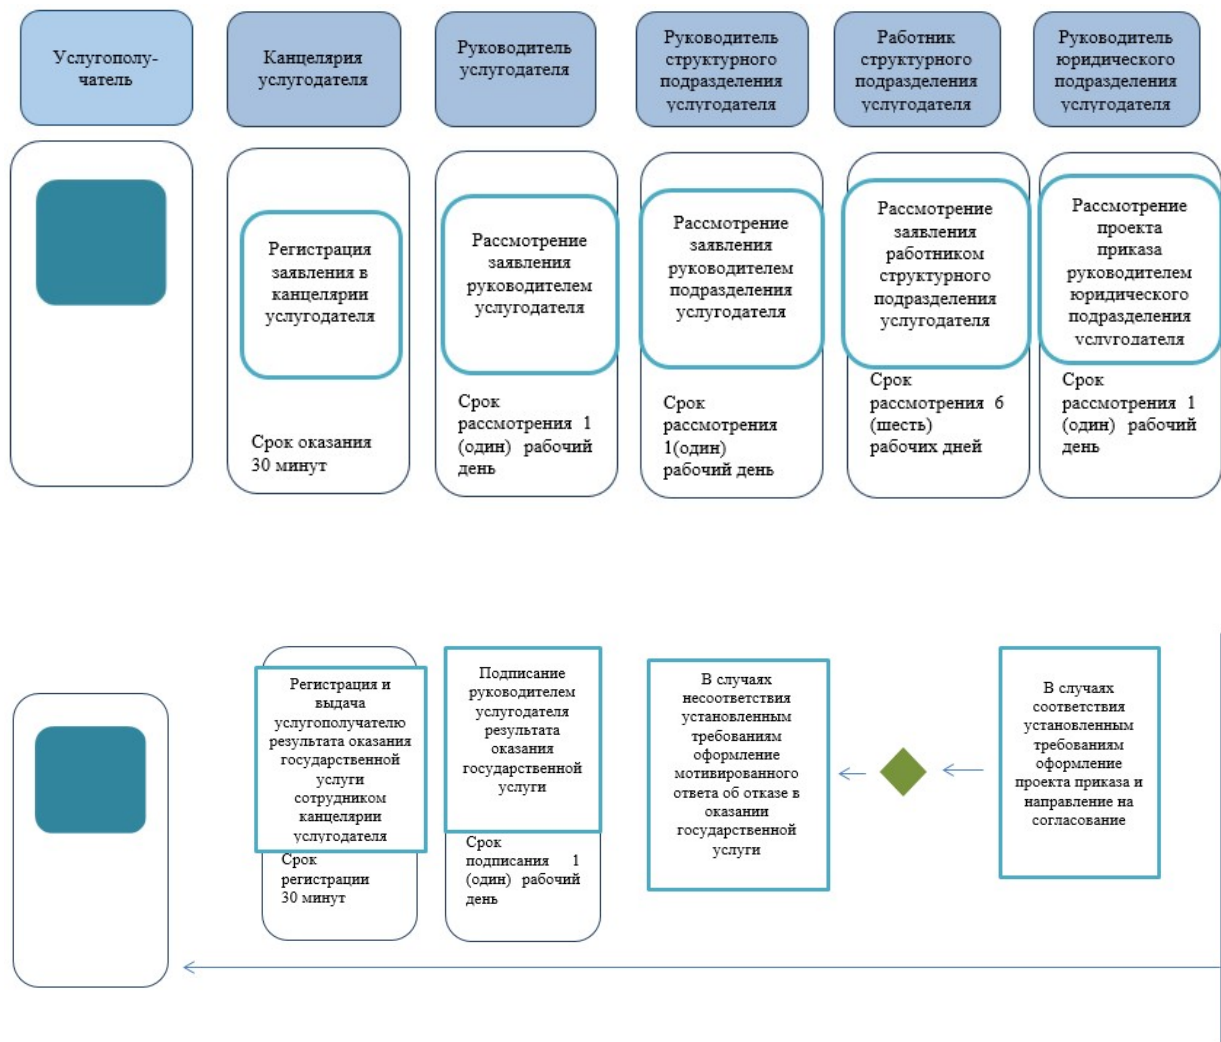 Услугополу-
чатель
Канцелярия
услугодателя
Руководитель
услугодателя
Руководитель
структурного
подразделения
услугодателя
Работник
структурного
подразделения
услугодателя
Руководитель
юридического
подразделения
услугодателя
Регистрация
заявления в
канцелярии
услугодателя
Срок оказания
30 минут
Рассмотрение
заявления
руководителем
услугодателя
Срок
рассмотрения 1
(один) рабочий
день
Рассмотрение
заявления
руководителем
подразделения
услугодателя
Срок
рассмотрения
1(один)
рабочий день
Рассмотрение
заявления
работником
структурного
подразделения
услугодателя
Срок
рассмотрения 6
(шесть)
рабочих дней
Рассмотрение
проекта
приказа
руководителем
юридического
подразделения
услугодателя
Срок
рассмотрения 1
(один) рабочий
день
Регистрация и
выдача
услугополучателю
результата оказания
государственной
услуги
сотрудником
канцелярии
услугодателя
Срок
регистрации
30 минут
Подписание
руководителем
услугодателя
результата
оказания
государственной
услуги
Срок
подписания 1
(один) рабочий
день
В случаях
несоответствия
установленным
требованиям
оформление
мотивированного
ответа об отказе в
оказании
государственной
услуги
В случаях
соответствия
установленным
требованиям
оформление
проекта приказа и
направление на
согласование